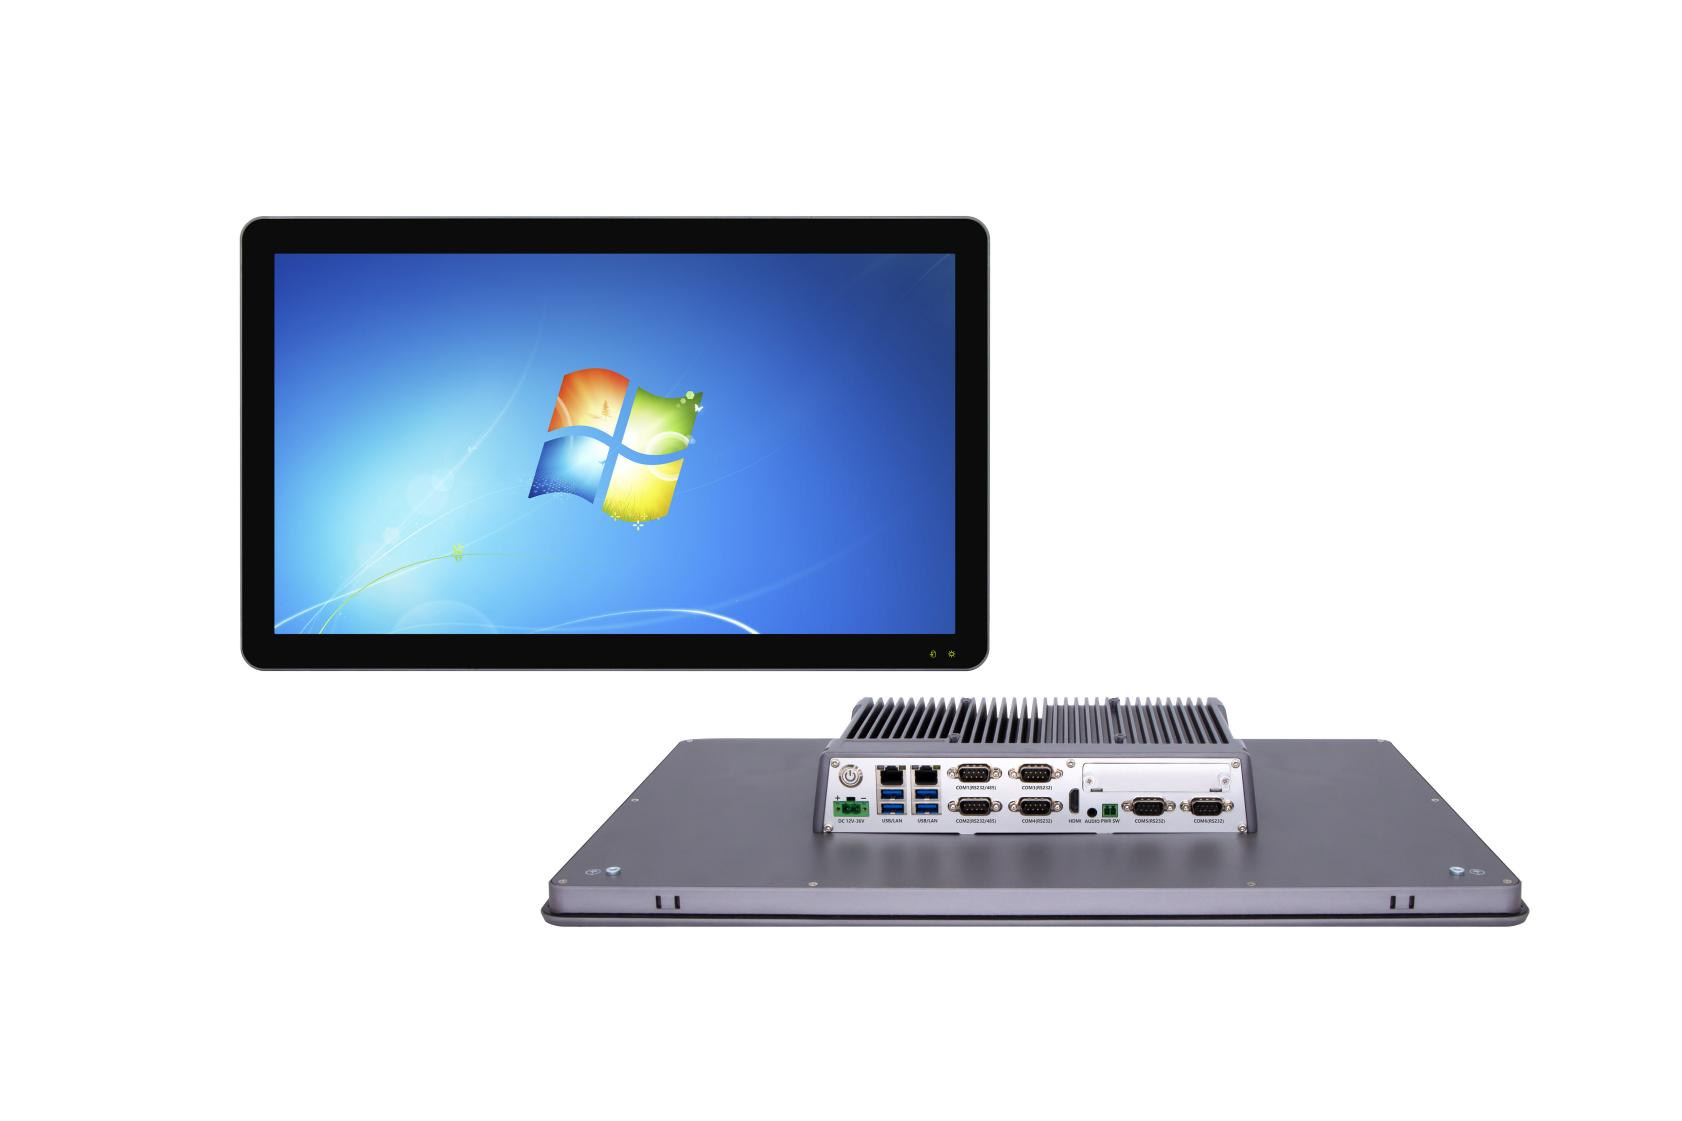 COM1(RS232/485)
COM3(RS232)
+ −
DC 12V-36V
USB/LAN
USB/LAN
COM2(RS232/485)
COM4(RS232)
HDMI
AUDIO
PWR SW
COM5(RS232)
COM6(RS232)